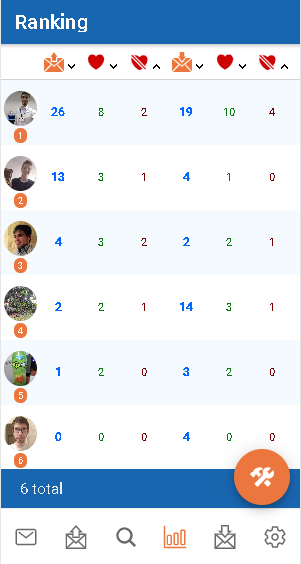 Ranking
26 8 2 19 10 4
1
13 3 1 4 1 0
2
4 3 2 2 2 1
3
2 2 1 14 3 1
4
1 2 0 3 2 0
5
0 0 0 4 0 0
6
6 total